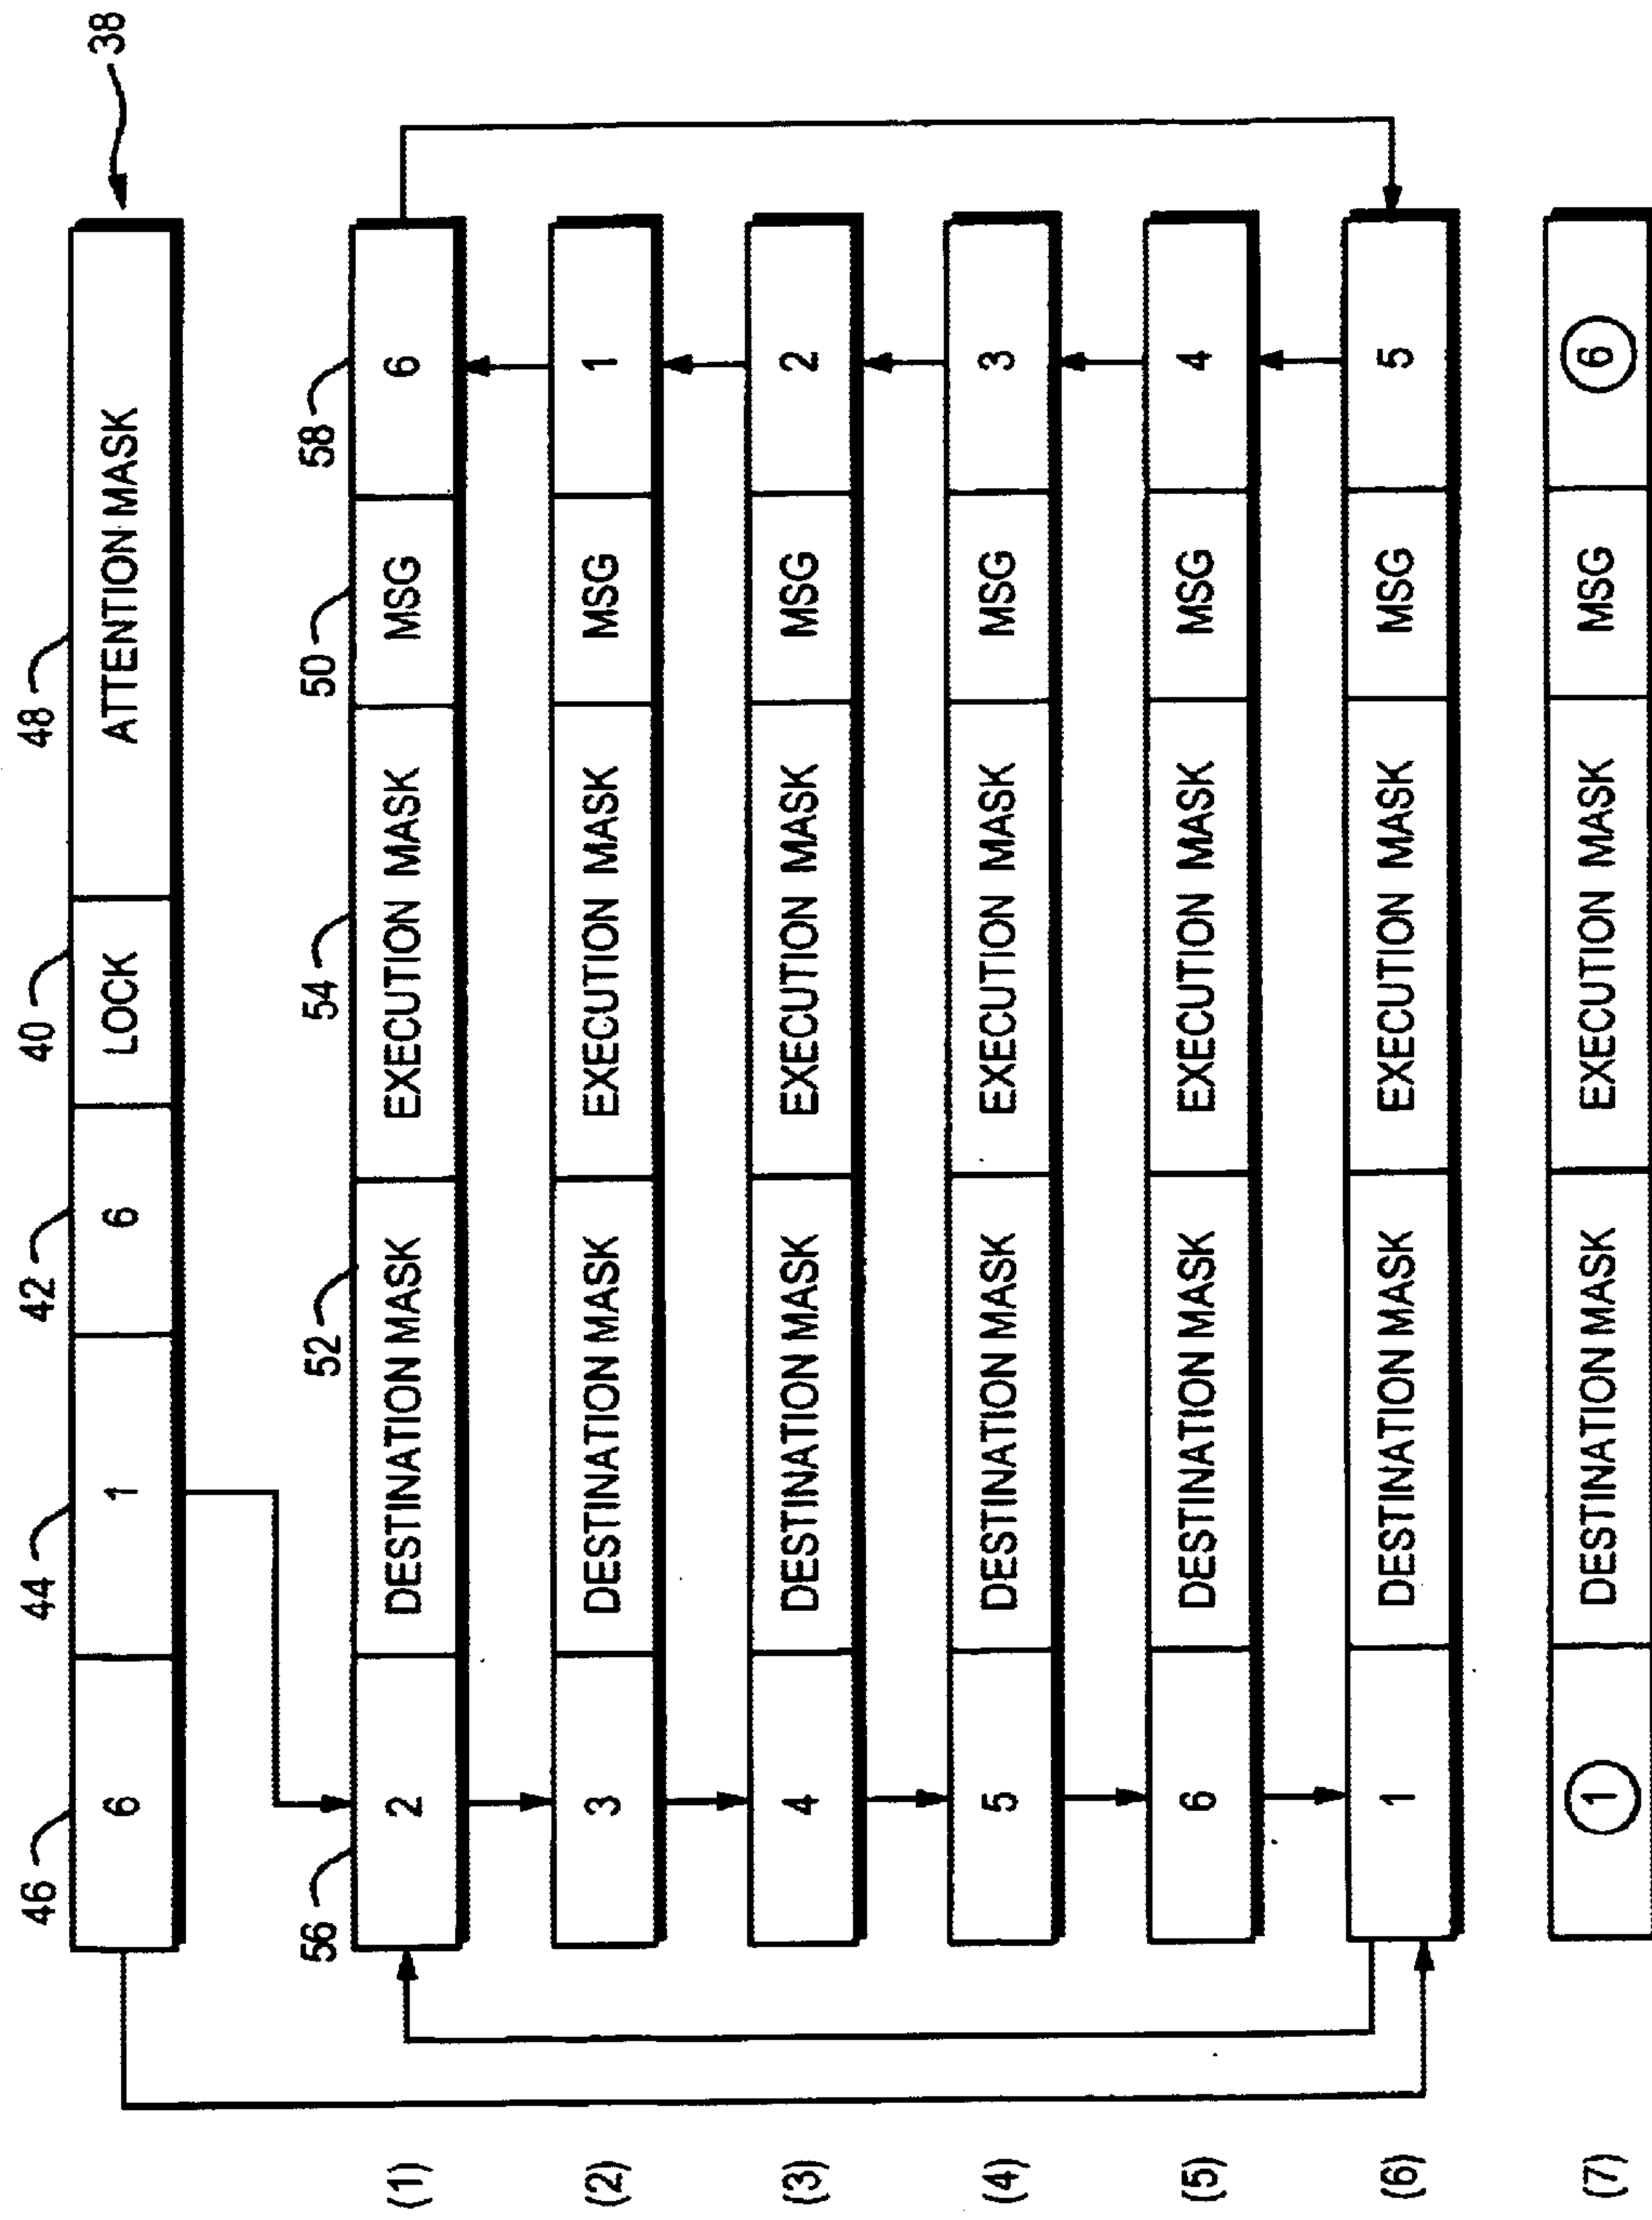 46 44 42 40 48
6 1 6 LOCK ATTENTION MASK 38
56 52 54 50 58
(1) 2 DESTINATION MASK EXECUTION MASK MSG 6
(2) 3 DESTINATION MASK EXECUTION MASK MSG 1
(3) 4 DESTINATION MASK EXECUTION MASK MSG 2
(4) 5 DESTINATION MASK EXECUTION MASK MSG 3
(5) 6 DESTINATION MASK EXECUTION MASK MSG 4
(6) 1 DESTINATION MASK EXECUTION MASK MSG 5
(7) 1 DESTINATION MASK EXECUTION MASK MSG 6